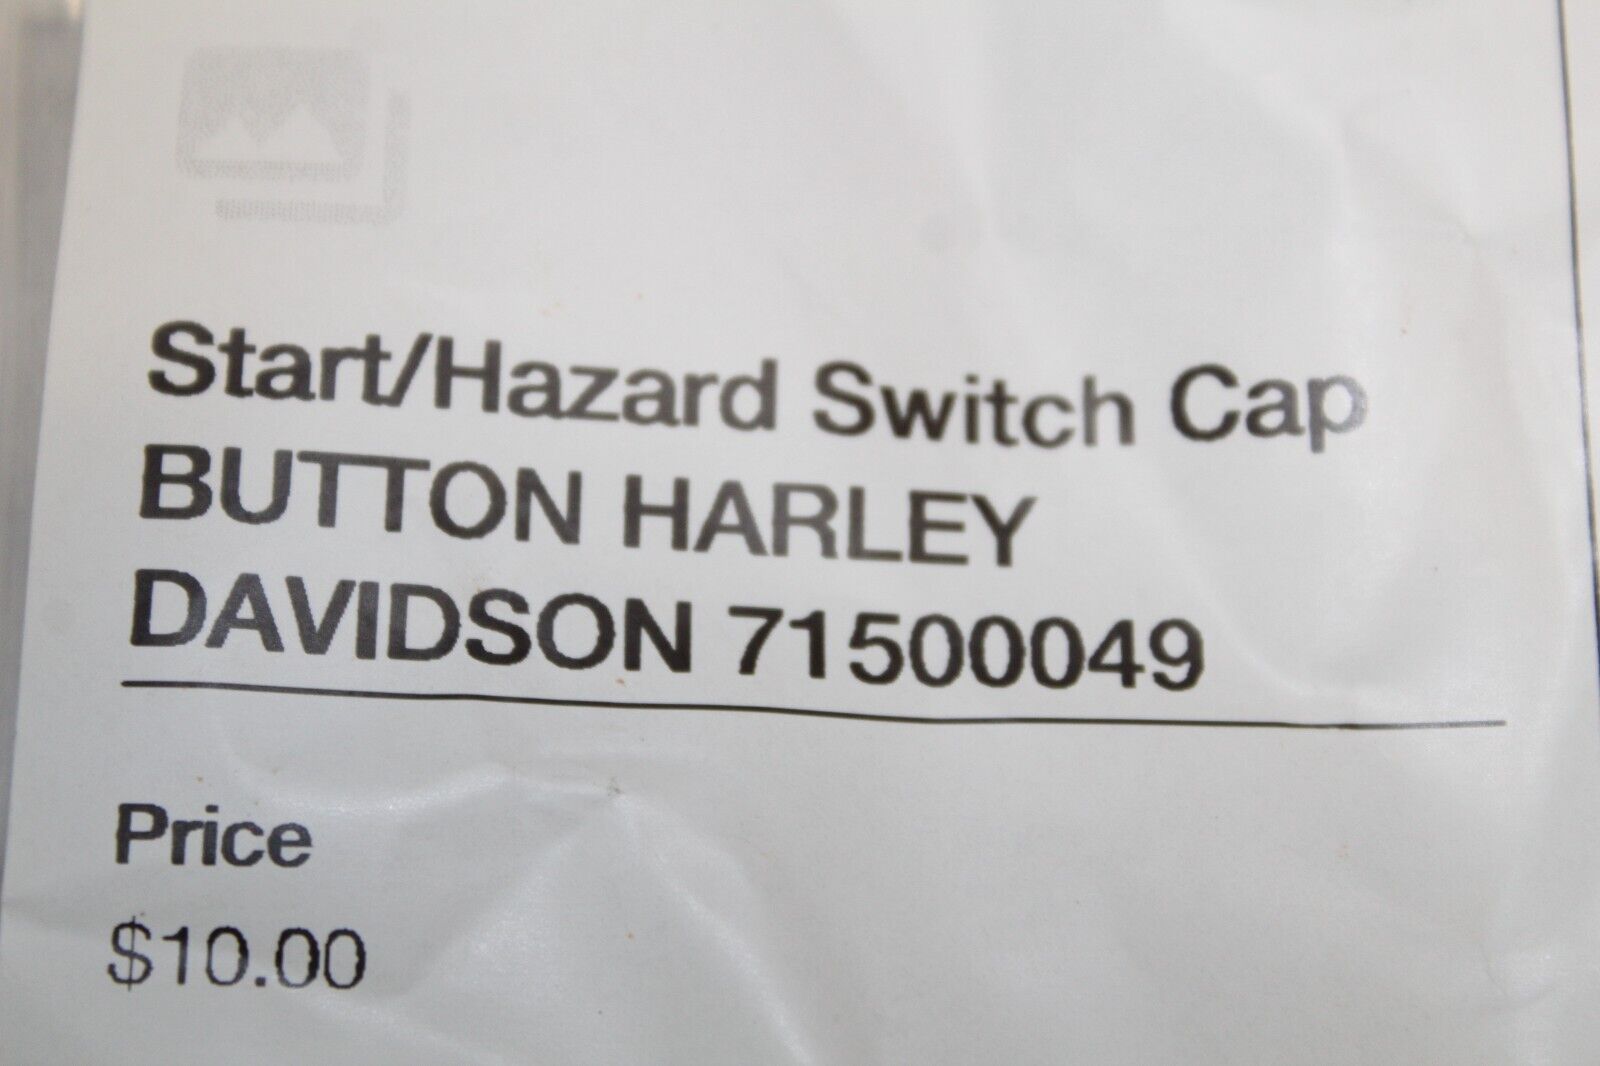 Start/Hazard Switch Cap
BUTTON HARLEY
DAVIDSON 71500049
Price
$10.00